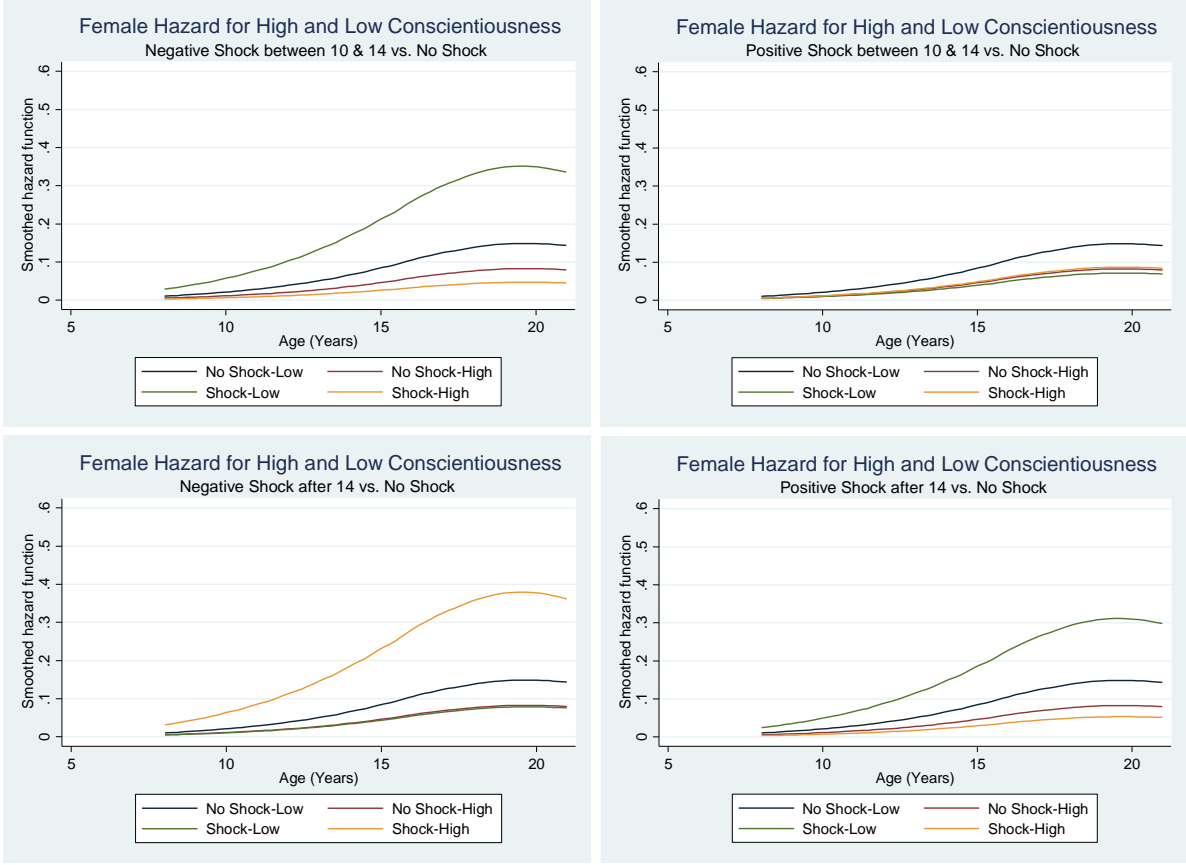 Female Hazard for High and Low Conscientiousness
Negative Shock between 10 & 14 vs. No Shock
Smoothed hazard function
.6
.5
.4
.3
.2
.1
0
5 10 15 20
Age (Years)
No Shock-Low No Shock-High
Shock-Low Shock-High
Female Hazard for High and Low Conscientiousness
Positive Shock between 10 & 14 vs. No Shock
Smoothed hazard function
.6
.5
.4
.3
.2
.1
0
5 10 15 20
Age (Years)
No Shock-Low No Shock-High
Shock-Low Shock-High
Female Hazard for High and Low Conscientiousness
Negative Shock after 14 vs. No Shock
Smoothed hazard function
.6
.5
.4
.3
.2
.1
0
5 10 15 20
Age (Years)
No Shock-Low No Shock-High
Shock-Low Shock-High
Female Hazard for High and Low Conscientiousness
Positive Shock after 14 vs. No Shock
Smoothed hazard function
.6
.5
.4
.3
.2
.1
0
5 10 15 20
Age (Years)
No Shock-Low No Shock-High
Shock-Low Shock-High